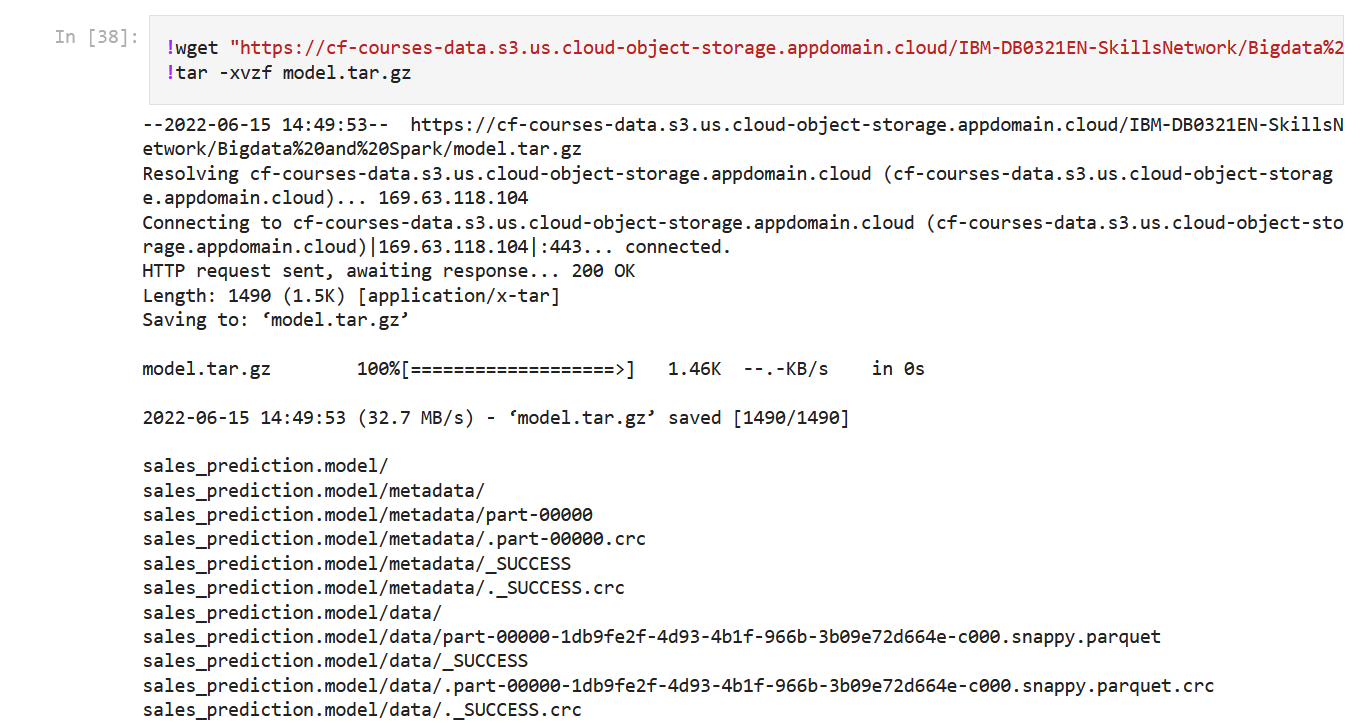 In [38]:
!wget "https://cf-courses-data.s3.us.cloud-object-storage.appdomain.cloud/IBM-DB0321EN-SkillsNetwork/Bigdata%2
!tar -xvzf model.tar.gz
--2022-06-15 14:49:53--  https://cf-courses-data.s3.us.cloud-object-storage.appdomain.cloud/IBM-DB0321EN-SkillsN
etwork/Bigdata%20and%20Spark/model.tar.gz
Resolving cf-courses-data.s3.us.cloud-object-storage.appdomain.cloud (cf-courses-data.s3.us.cloud-object-storag
e.appdomain.cloud)... 169.63.118.104
Connecting to cf-courses-data.s3.us.cloud-object-storage.appdomain.cloud (cf-courses-data.s3.us.cloud-object-sto
rage.appdomain.cloud)|169.63.118.104|:443... connected.
HTTP request sent, awaiting response... 200 OK
Length: 1490 (1.5K) [application/x-tar]
Saving to: ‘model.tar.gz’
model.tar.gz        100%[===================>]   1.46K  --.-KB/s    in 0s
2022-06-15 14:49:53 (32.7 MB/s) - ‘model.tar.gz’ saved [1490/1490]
sales_prediction.model/
sales_prediction.model/metadata/
sales_prediction.model/metadata/part-00000
sales_prediction.model/metadata/.part-00000.crc
sales_prediction.model/metadata/_SUCCESS
sales_prediction.model/metadata/._SUCCESS.crc
sales_prediction.model/data/
sales_prediction.model/data/part-00000-1db9fe2f-4d93-4b1f-966b-3b09e72d664e-c000.snappy.parquet
sales_prediction.model/data/_SUCCESS
sales_prediction.model/data/.part-00000-1db9fe2f-4d93-4b1f-966b-3b09e72d664e-c000.snappy.parquet.crc
sales_prediction.model/data/._SUCCESS.crc